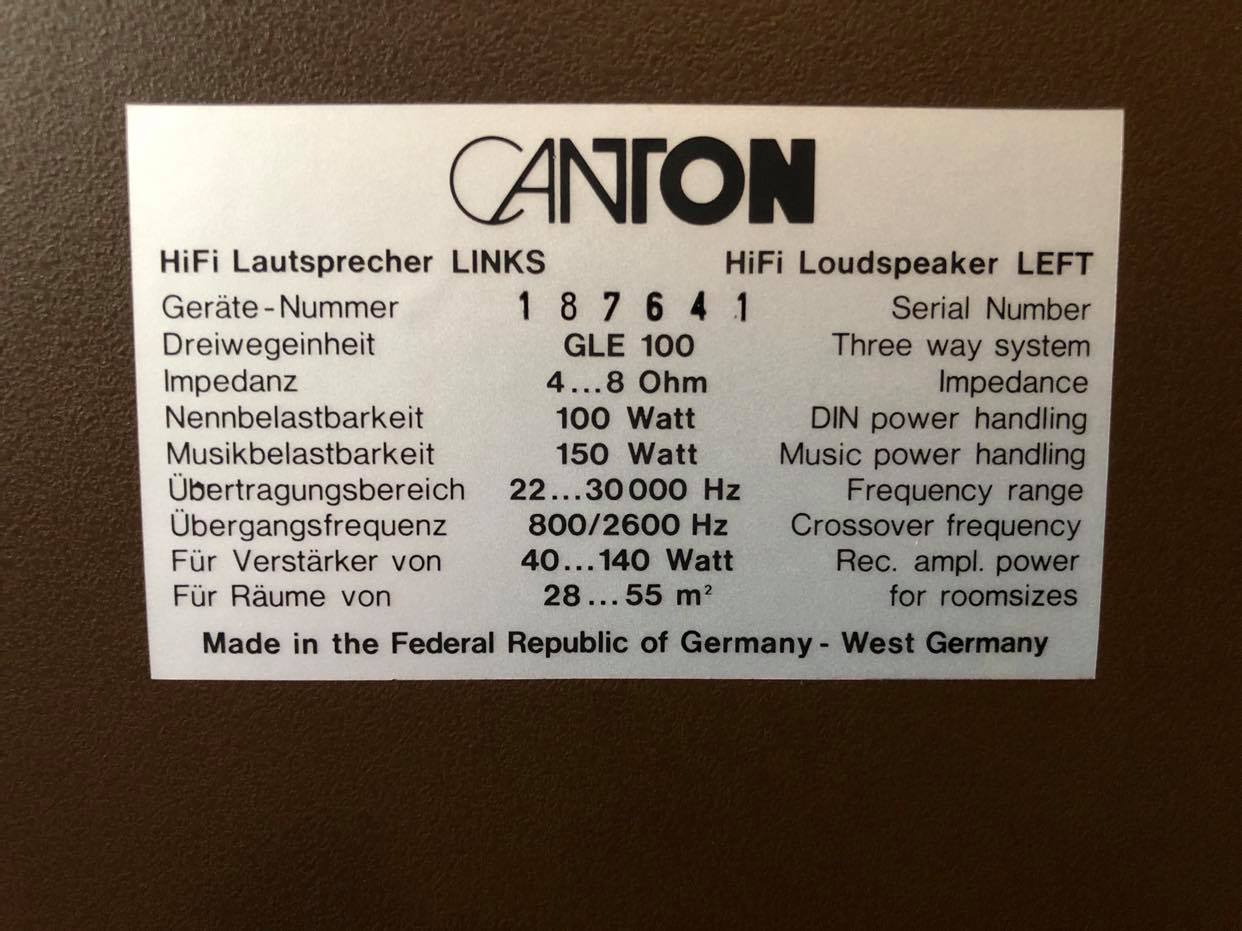 CANTON
HiFi Lautsprecher LINKS HiFi Loudspeaker LEFT
Geräte-Nummer 187641 Serial Number
Dreiwegeinheit GLE 100 Three way system
Impedanz 4...8 Ohm Impedance
Nennbelastbarkeit 100 Watt DIN power handling
Musikbelastbarkeit 150 Watt Music power handling
Übertragungsbereich 22...30000 Hz Frequency range
Übergangsfrequenz 800/2600 Hz Crossover frequency
Für Verstärker von 40...140 Watt Rec. ampl. power
Für Räume von 28...55 m² for roomsizes
Made in the Federal Republic of Germany - West Germany